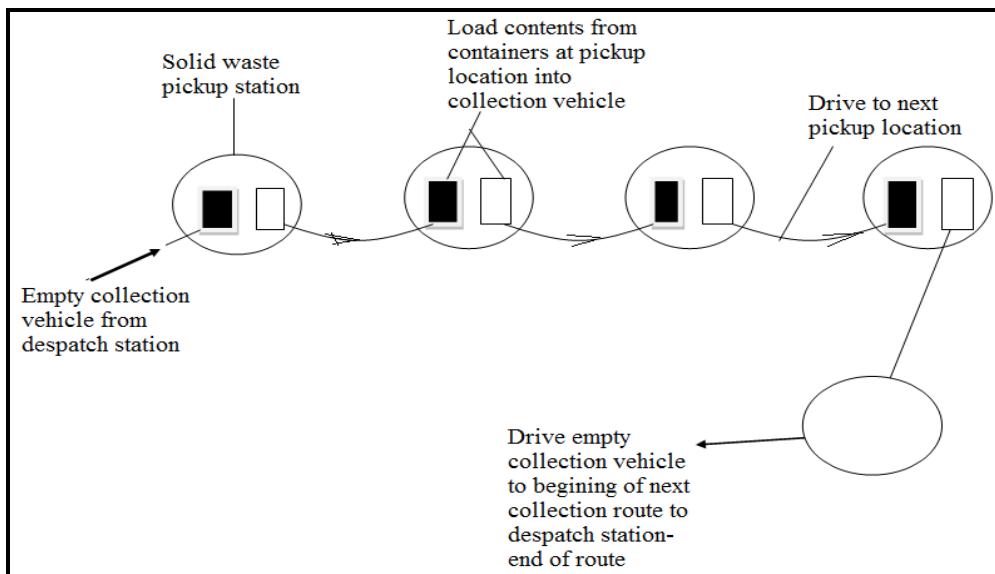 Solid waste
pickup station
Load contents from
containers at pickup
location into
collection vehicle
Drive to next
pickup location
Empty collection
vehicle from
despatch station
Drive empty
collection vehicle
to begining of next
collection route to
despatch station-
end of route